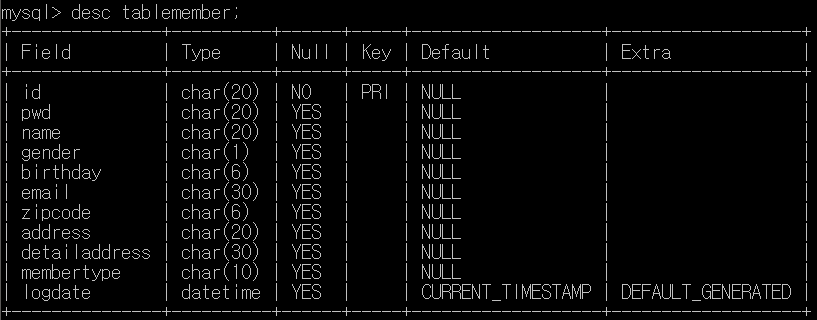 mysql> desc tablemember;
+---------------+----------+------+-----+-------------------+-------------------+
| Field         | Type     | Null | Key | Default           | Extra             |
+---------------+----------+------+-----+-------------------+-------------------+
| id            | char(20) | NO   | PRI | NULL              |                   |
| pwd           | char(20) | YES  |     | NULL              |                   |
| name          | char(20) | YES  |     | NULL              |                   |
| gender        | char(1)  | YES  |     | NULL              |                   |
| birthday      | char(6)  | YES  |     | NULL              |                   |
| email         | char(30) | YES  |     | NULL              |                   |
| zipcode       | char(6)  | YES  |     | NULL              |                   |
| address       | char(20) | YES  |     | NULL              |                   |
| detailaddress | char(30) | YES  |     | NULL              |                   |
| membertype    | char(10) | YES  |     | NULL              |                   |
| logdate       | datetime | YES  |     | CURRENT_TIMESTAMP | DEFAULT_GENERATED |
+---------------+----------+------+-----+-------------------+-------------------+